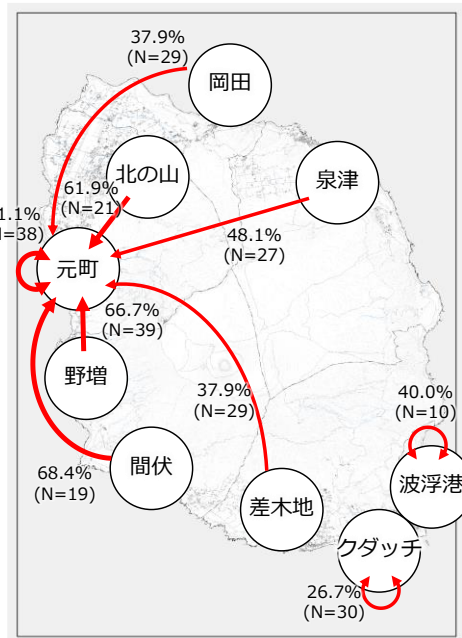 37.9%
(N=29)
岡田
北の山
61.9%
(N=21)
泉津
1.1%
N=38)
48.1%
(N=27)
元町
66.7%
(N=39)
野増
37.9%
(N=29)
40.0%
(N=10)
間伏
68.4%
(N=19)
差木地
波浮港
クダッチ
26.7%
(N=30)